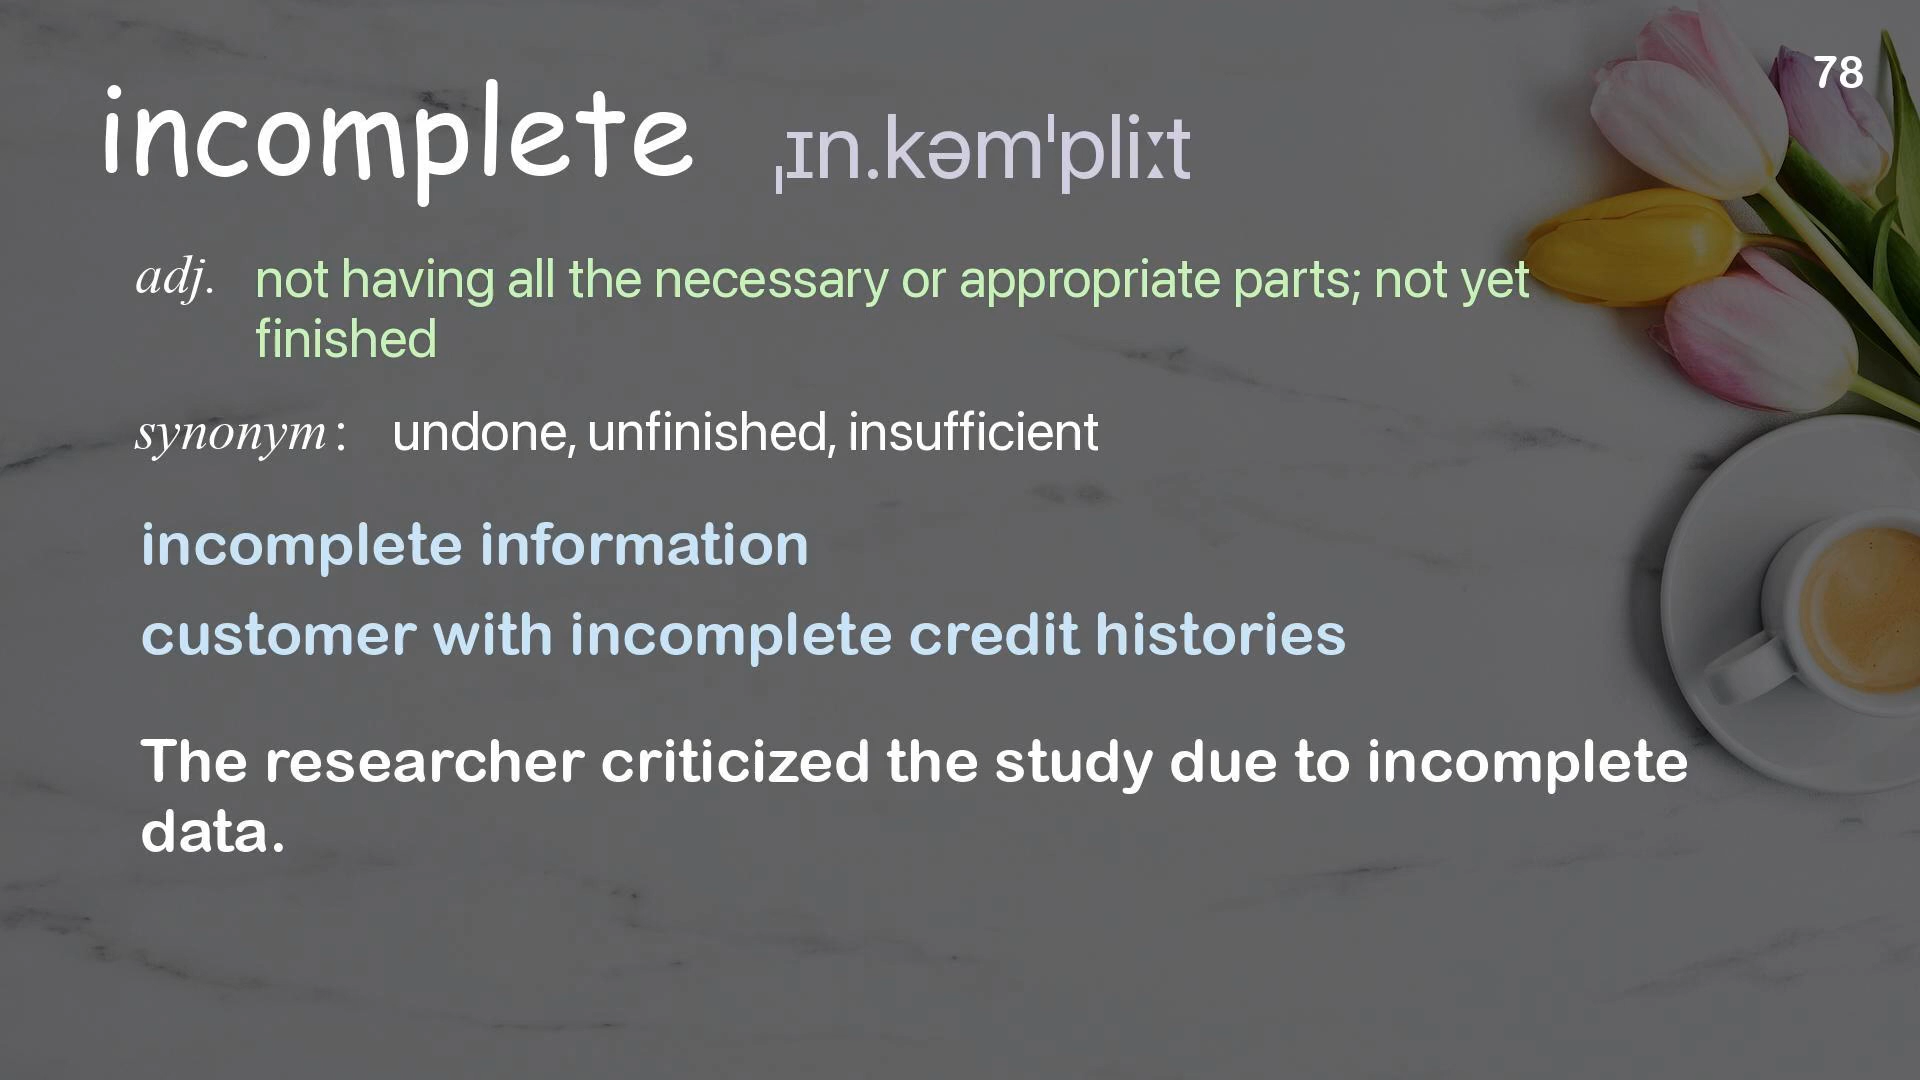 78
incomplete ˌɪn.kəmˈpliːt
adj. not having all the necessary or appropriate parts; not yet
finished
synonym: undone, unfinished, insufficient
incomplete information
customer with incomplete credit histories
The researcher criticized the study due to incomplete
data.